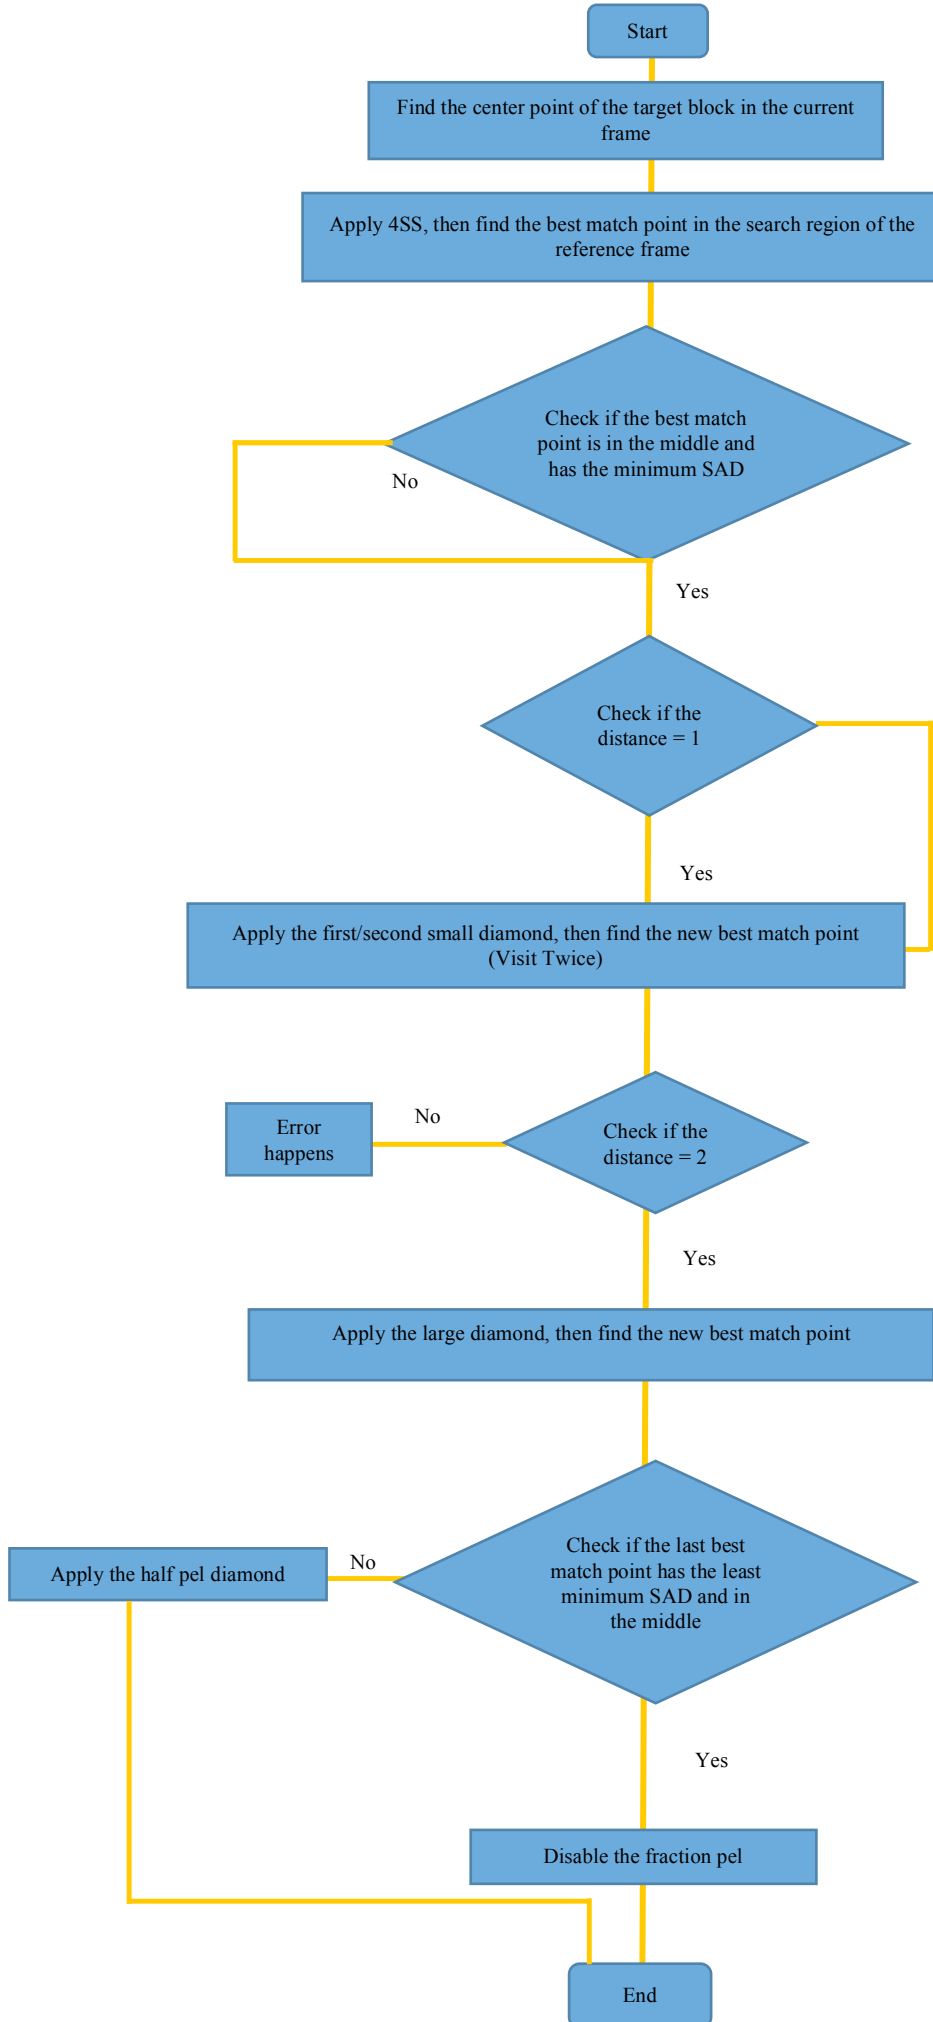 Start
Find the center point of the target block in the current
frame
Apply 4SS, then find the best match point in the search region of the
reference frame
Check if the best match
point is in the middle and
has the minimum SAD
No
Yes
Check if the
distance = 1
Yes
Apply the first/second small diamond, then find the new best match point
(Visit Twice)
Error
happens
No
Check if the
distance = 2
Yes
Apply the large diamond, then find the new best match point
Check if the last best
match point has the least
minimum SAD and in
the middle
No
Apply the half pel diamond
Yes
Disable the fraction pel
End